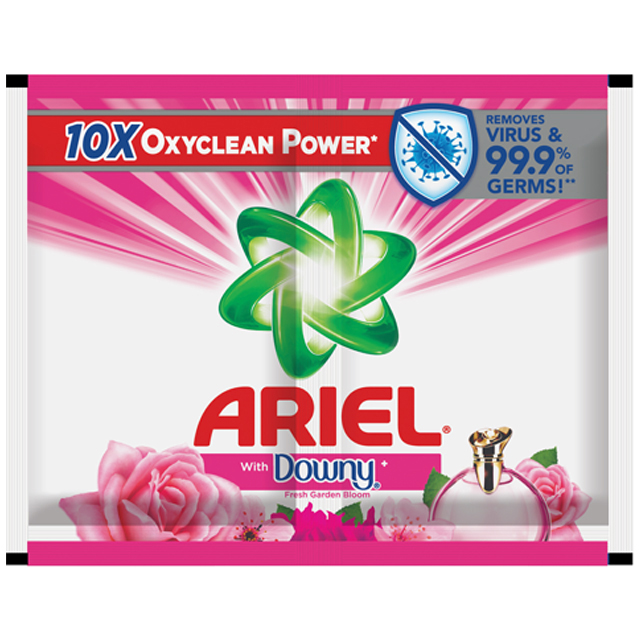 10X OXYCLEAN POWER*
REMOVES
VIRUS &
99.9% OF
GERMS!**
ARIEL®
With Downy®+
Fresh Garden Bloom